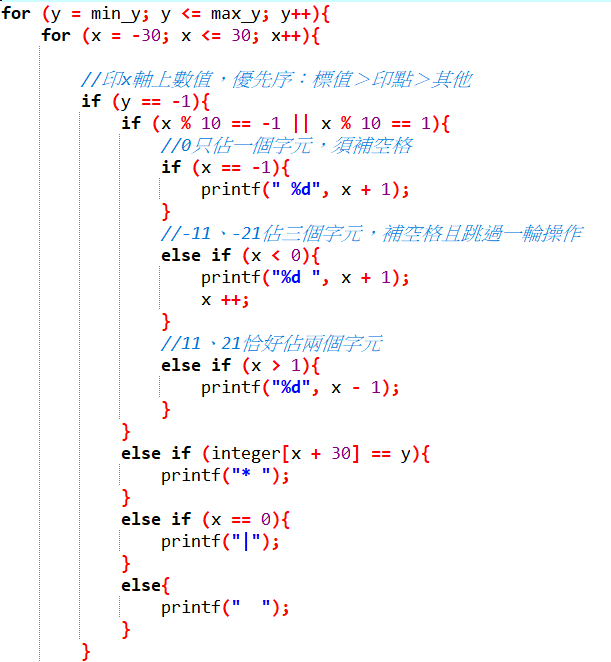 for (y = min_y; y <= max_y; y++){
    for (x = -30; x <= 30; x++){

        //印x軸上數值，優先序：標值＞印點＞其他
        if (y == -1){
            if (x % 10 == -1 || x % 10 == 1){
                //0只佔一個字元，須補空格
                if (x == -1){
                    printf(" %d", x + 1);
                }
                //-11、-21佔三個字元，補空格且跳過一輪操作
                else if (x < 0){
                    printf("%d ", x + 1);
                    x ++;
                }
                //11、21恰好佔兩個字元
                else if (x > 1){
                    printf("%d", x - 1);
                }
            }
            else if (integer[x + 30] == y){
                printf("* ");
            }
            else if (x == 0){
                printf("|");
            }
            else{
                printf("  ");
            }
        }